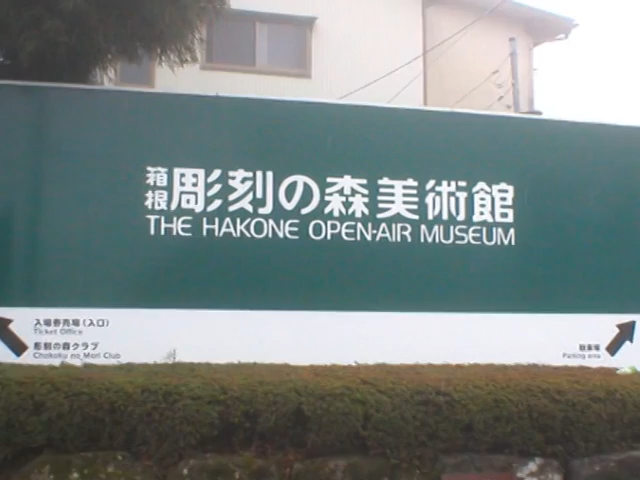 箱根彫刻の森美術館
THE HAKONE OPEN-AIR MUSEUM
入場券売場(入口)
Ticket Office
彫刻の森クラブ
Chokoku no Mori Club
駐車場
Parking area